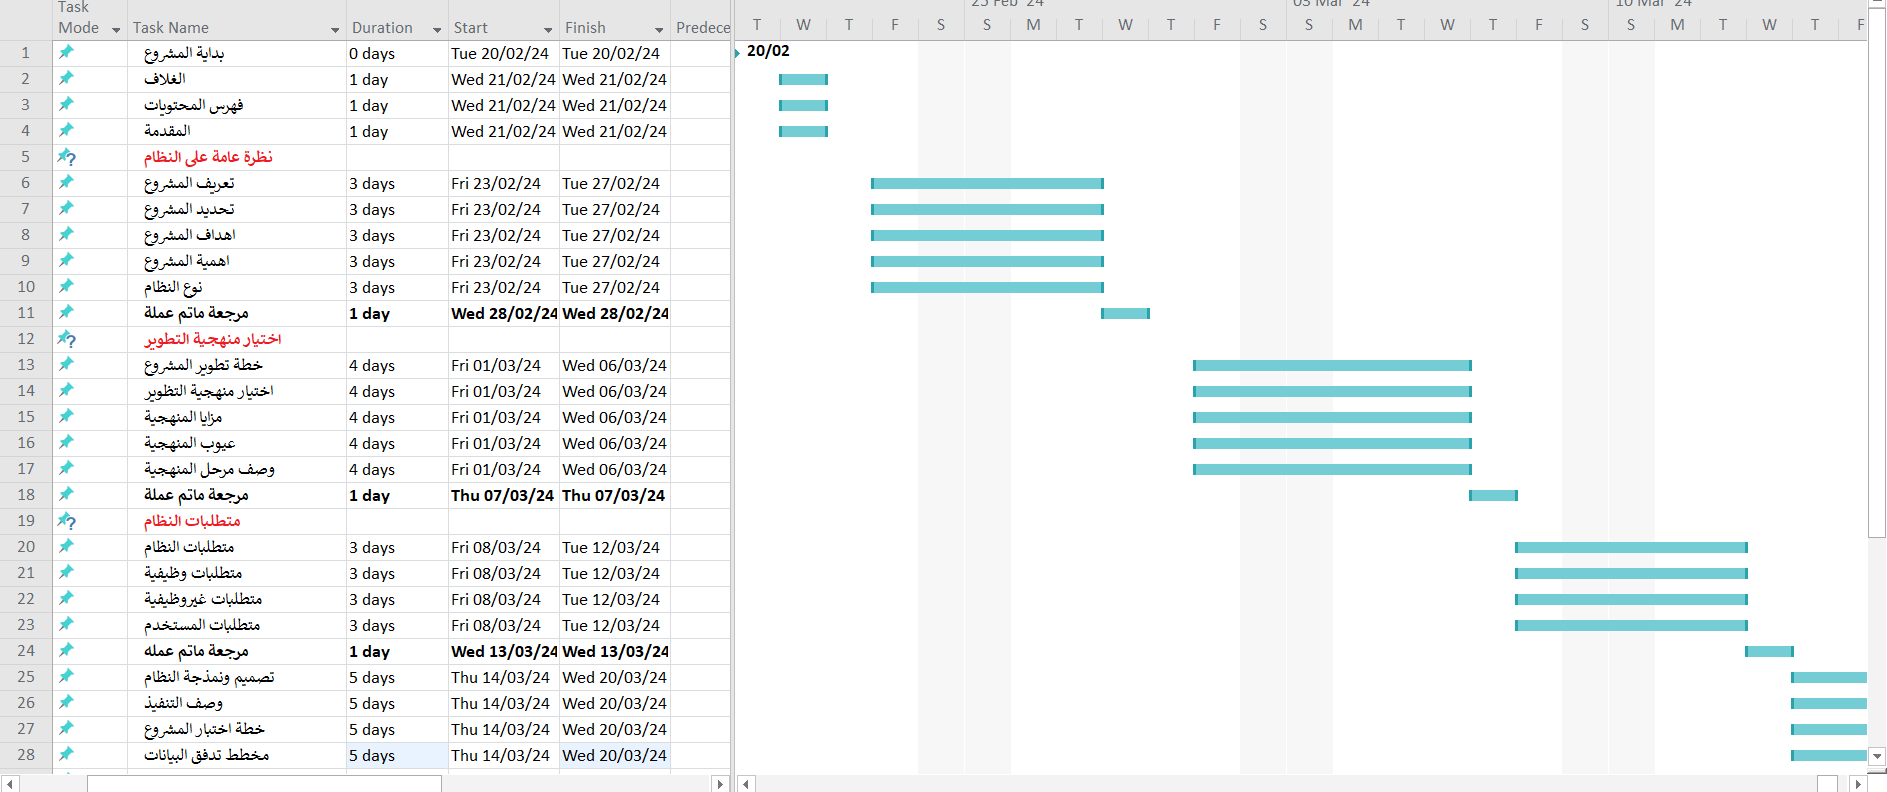 Task Mode Task Name Duration Start Finish Predece
25 Feb '24 03 Mar '24 10 Mar '24
T W T F S S M T W T F S S M T W T F S S M T W T F
1 بداية المشروع 0 days Tue 20/02/24 Tue 20/02/24
20/02
2 الغلاف 1 day Wed 21/02/24 Wed 21/02/24
3 فهرس المحتويات 1 day Wed 21/02/24 Wed 21/02/24
4 المقدمة 1 day Wed 21/02/24 Wed 21/02/24
5 نظرة عامة على النظام
6 تعريف المشروع 3 days Fri 23/02/24 Tue 27/02/24
7 تحديد المشروع 3 days Fri 23/02/24 Tue 27/02/24
8 اهداف المشروع 3 days Fri 23/02/24 Tue 27/02/24
9 اهمية المشروع 3 days Fri 23/02/24 Tue 27/02/24
10 نوع النظام 3 days Fri 23/02/24 Tue 27/02/24
11 مرجعة ماتم عملة 1 day Wed 28/02/24 Wed 28/02/24
12 اختيار منهجية التطوير
13 خطة تطوير المشروع 4 days Fri 01/03/24 Wed 06/03/24
14 اختيار منهجية التظوير 4 days Fri 01/03/24 Wed 06/03/24
15 مزايا المنهجية 4 days Fri 01/03/24 Wed 06/03/24
16 عيوب المنهجية 4 days Fri 01/03/24 Wed 06/03/24
17 وصف مرحل المنهجية 4 days Fri 01/03/24 Wed 06/03/24
18 مرجعة ماتم عملة 1 day Thu 07/03/24 Thu 07/03/24
19 متطلبات النظام
20 متطلبات النظام 3 days Fri 08/03/24 Tue 12/03/24
21 متطلبات وظيفية 3 days Fri 08/03/24 Tue 12/03/24
22 متطلبات غيروظيفية 3 days Fri 08/03/24 Tue 12/03/24
23 متطلبات المستخدم 3 days Fri 08/03/24 Tue 12/03/24
24 مرجعة ماتم عمله 1 day Wed 13/03/24 Wed 13/03/24
25 تصميم ونمذجة النظام 5 days Thu 14/03/24 Wed 20/03/24
26 وصف التنفيذ 5 days Thu 14/03/24 Wed 20/03/24
27 خطة اختبار المشروع 5 days Thu 14/03/24 Wed 20/03/24
28 مخطط تدفق البيانات 5 days Thu 14/03/24 Wed 20/03/24